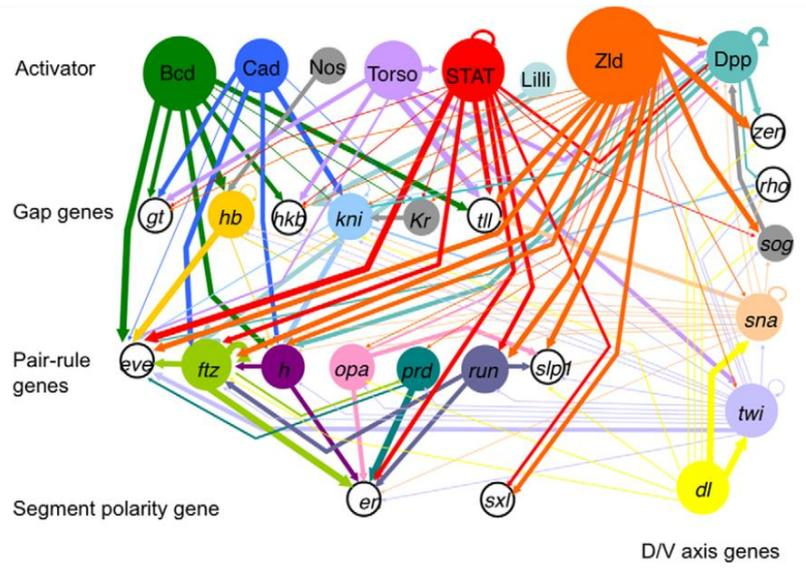 Activator
Bcd
Cad
Nos
Torso
STAT
Lilli
Zld
Dpp
zen
rho
Gap genes
gt
hb
hkb
kni
Kr
tll
sog
sna
Pair-rule
genes
eve
ftz
h
opa
prd
run
slp1
twi
Segment polarity gene
en
sxl
dl
D/V axis genes